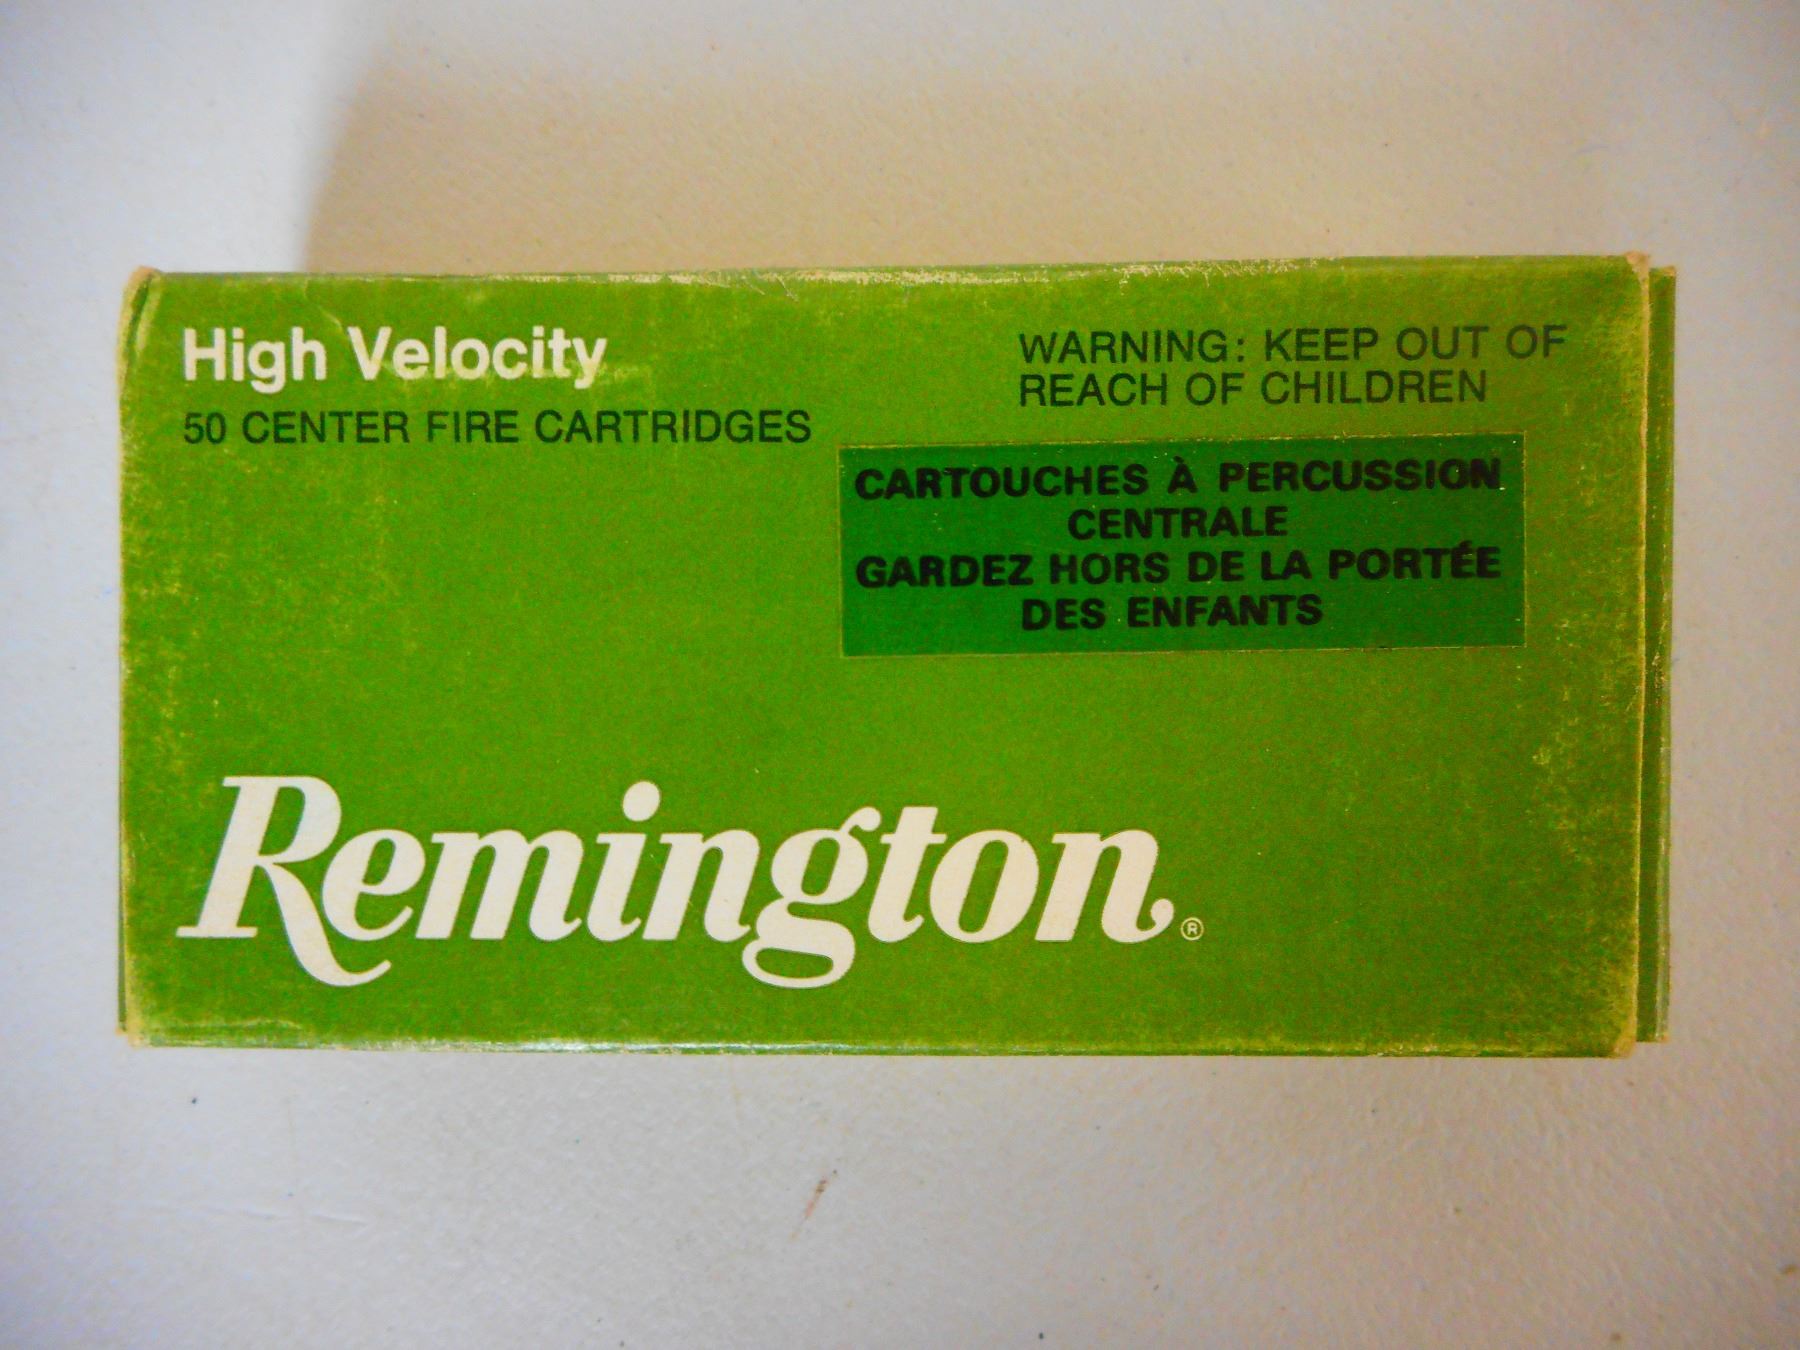 High Velocity
50 CENTER FIRE CARTRIDGES
WARNING: KEEP OUT OF
REACH OF CHILDREN
CARTOUCHES À PERCUSSION
CENTRALE
GARDEZ HORS DE LA PORTÉE
DES ENFANTS
Remington®